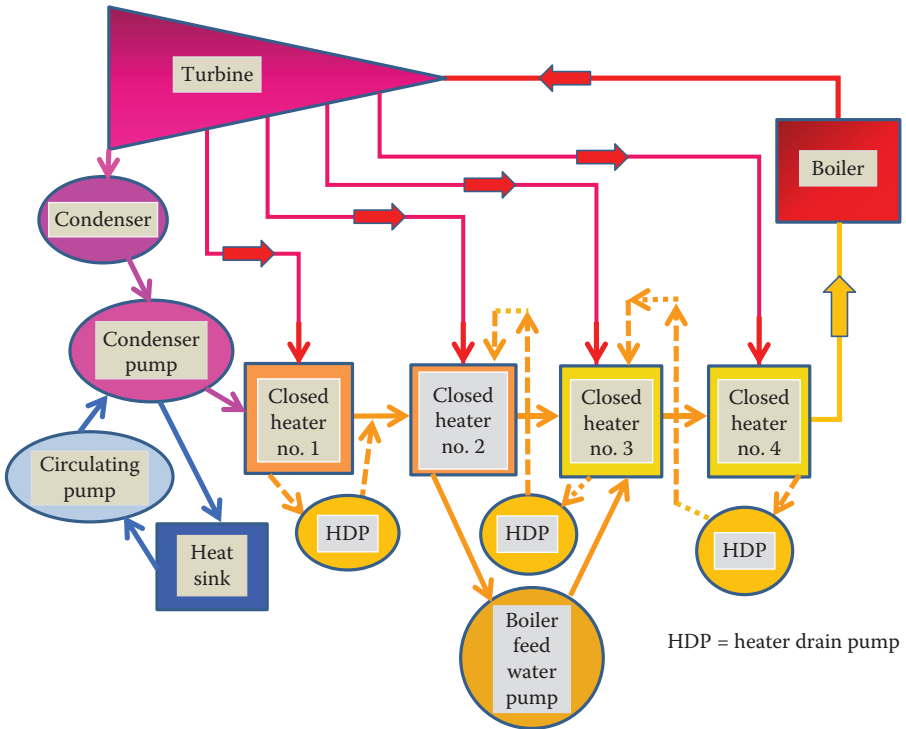 Turbine
Boiler
Condenser
Condenser
pump
Closed
heater
no. 1
Closed
heater
no. 2
Closed
heater
no. 3
Closed
heater
no. 4
Circulating
pump
Heat
sink
HDP
HDP
HDP
Boiler
feed
water
pump
HDP = heater drain pump